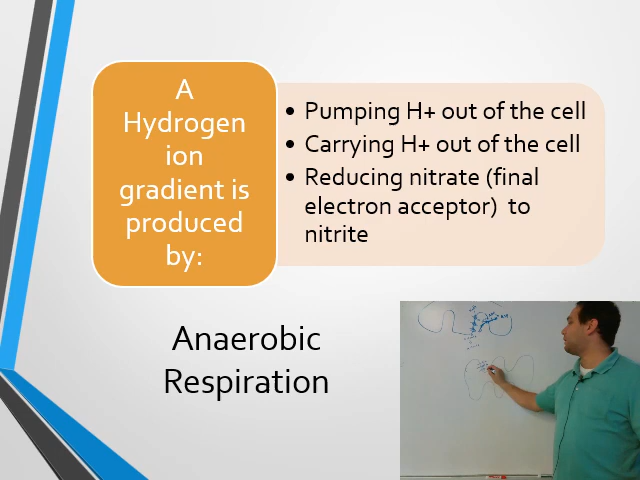 A
Hydrogen
ion
gradient is
produced
by:
• Pumping H+ out of the cell
• Carrying H+ out of the cell
• Reducing nitrate (final
electron acceptor) to
nitrite
Anaerobic
Respiration